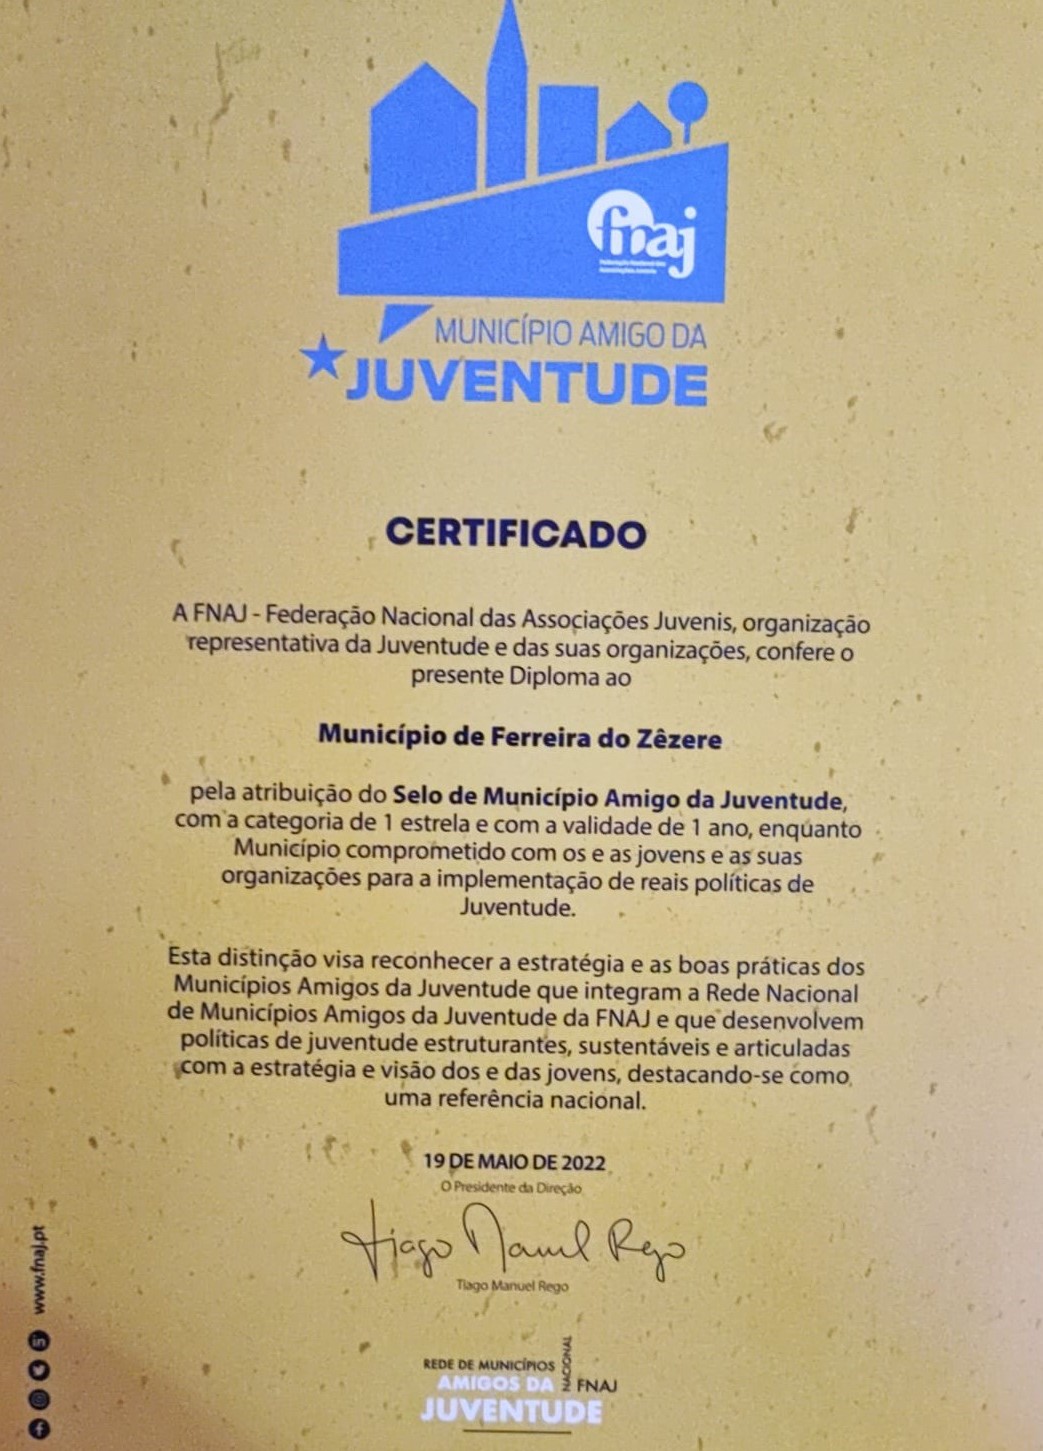 fnaj
MUNICÍPIO AMIGO DA
JUVENTUDE
CERTIFICADO
A FNAJ - Federação Nacional das Associações Juvenis, organização
representativa da Juventude e das suas organizações, confere o
presente Diploma ao
Município de Ferreira do Zêzere
pela atribuição do Selo de Município Amigo da Juventude,
com a categoria de 1 estrela e com a validade de 1 ano, enquanto
Município comprometido com os e as jovens e as suas
organizações para a implementação de reais políticas de
Juventude.
Esta distinção visa reconhecer a estratégia e as boas práticas dos
Municípios Amigos da Juventude que integram a Rede Nacional
de Municípios Amigos da Juventude da FNAJ e que desenvolvem
políticas de juventude estruturantes, sustentáveis e articuladas
com a estratégia e visão dos e das jovens, destacando-se como
uma referência nacional.
19 DE MAIO DE 2022
O Presidente da Direção
Tiago Manuel Rego
Tiago Manuel Rego
www.fnaj.pt
REDE DE MUNICÍPIOS
NACIONAL
AMIGOS DA
FNAJ
JUVENTUDE